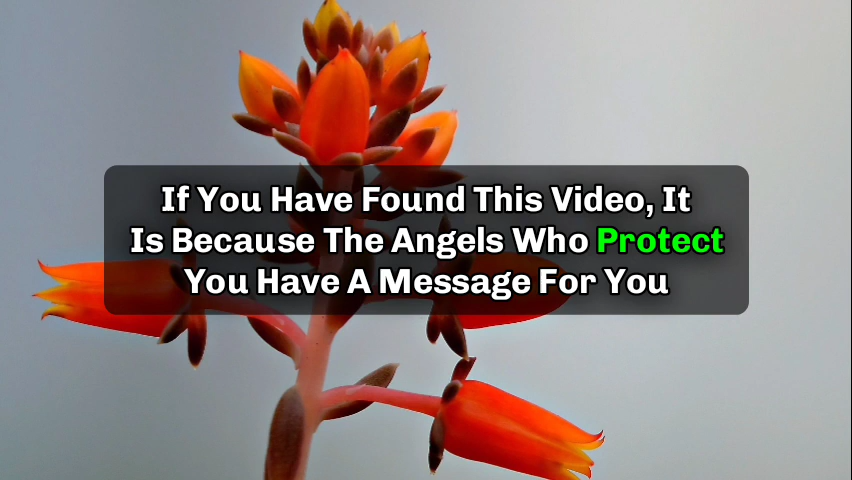 If You Have Found This Video, It
Is Because The Angels Who Protect
You Have A Message For You